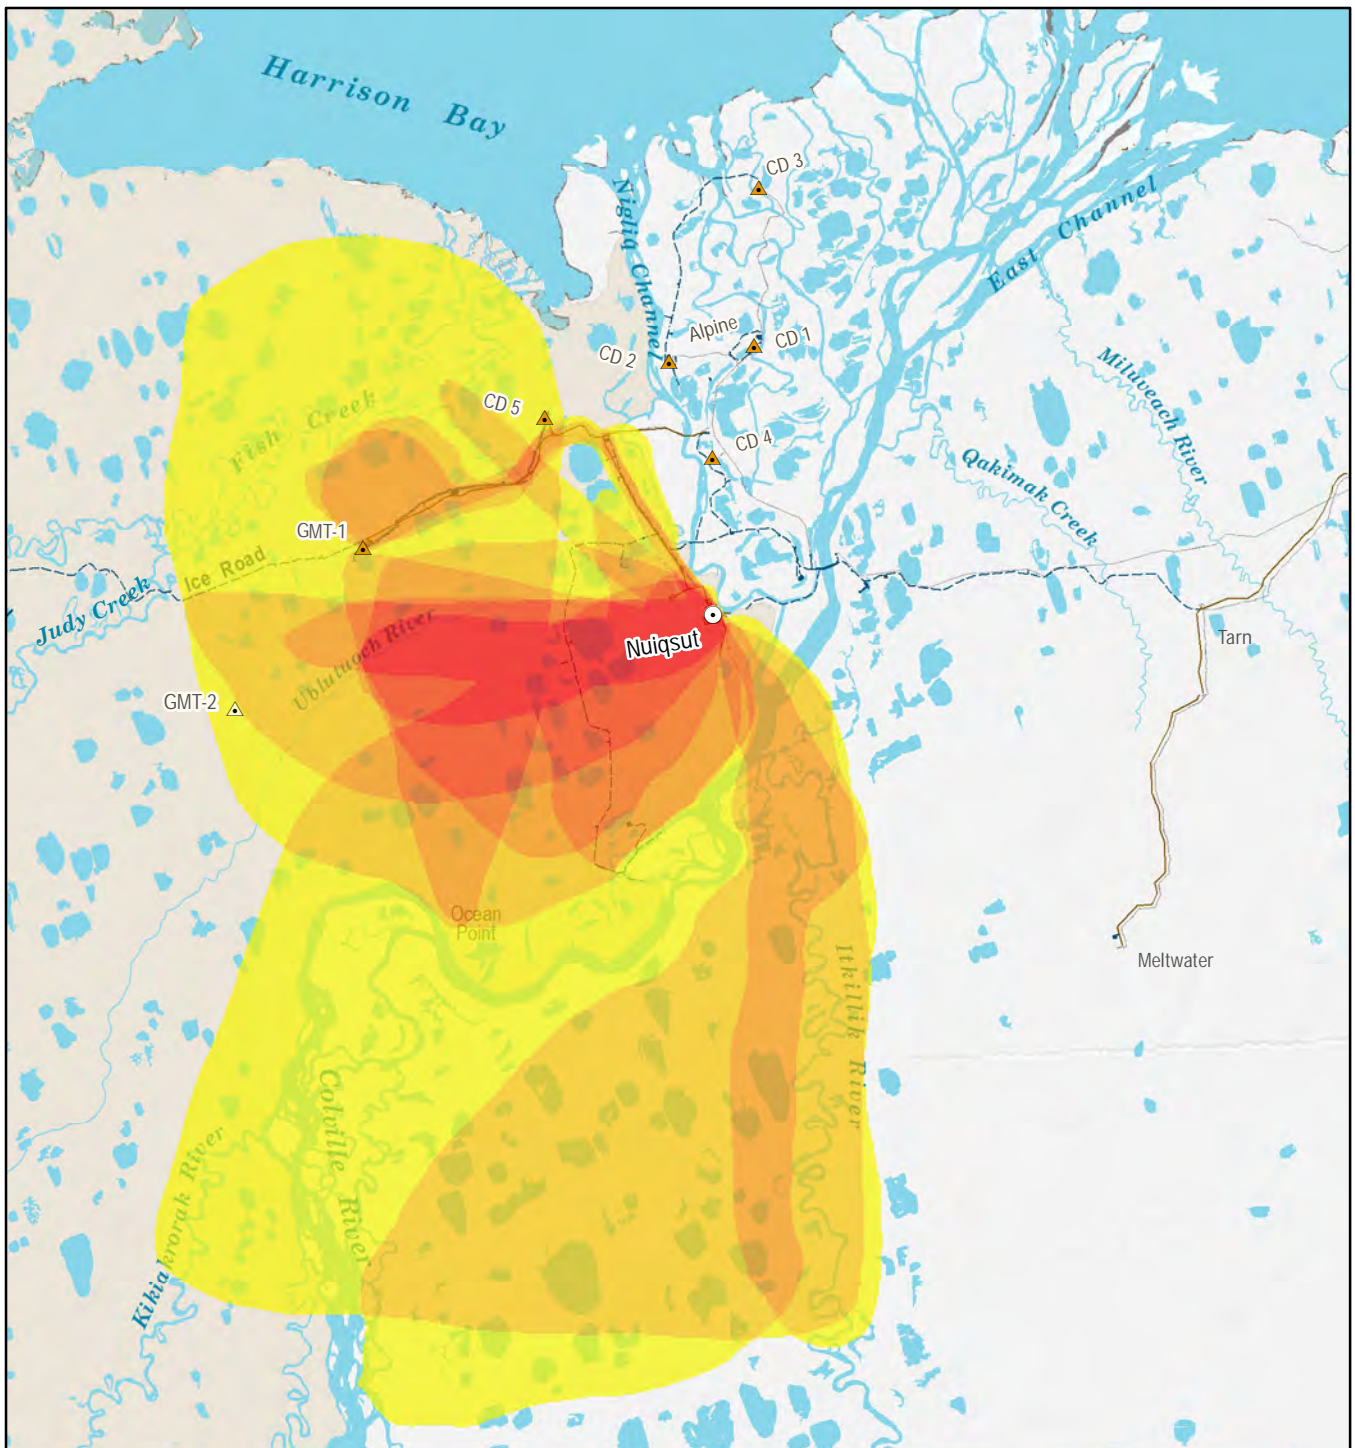 Harrison Bay
CD 3
Nigliq Channel
East Channel
Alpine
CD 1
CD 2
Miluveach River
CD 5
Fish Creek
CD 4
Qakimak Creek
GMT-1
Ice Road
Judy Creek
Nuiqsut
Ublutuoch River
Tarn
GMT-2
Ocean
Point
Itkillik River
Meltwater
Colville River
Kikiakrorak River